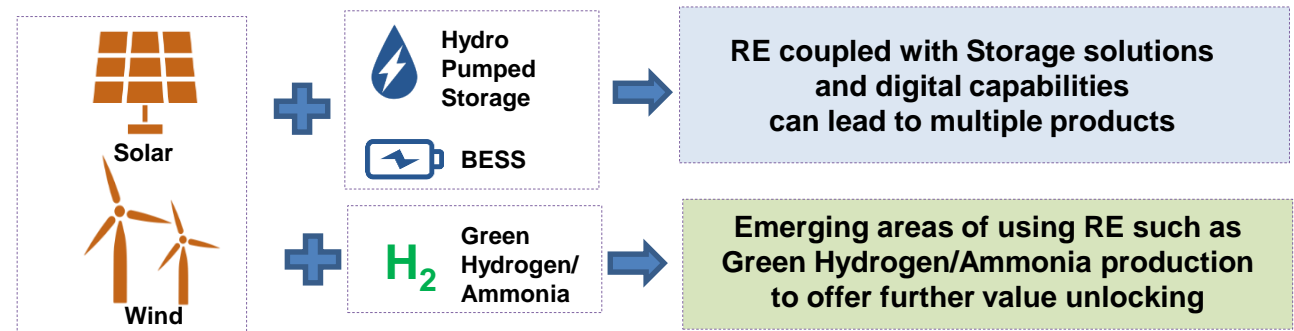 Solar
Wind
Hydro
Pumped
Storage
BESS
RE coupled with Storage solutions
and digital capabilities
can lead to multiple products
H₂
Green
Hydrogen/
Ammonia
Emerging areas of using RE such as
Green Hydrogen/Ammonia production
to offer further value unlocking